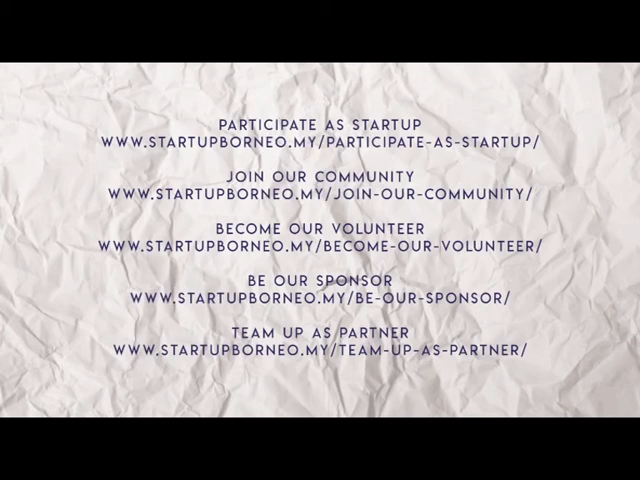 PARTICIPATE AS STARTUP
WWW.STARTUPBORNEO.MY/PARTICIPATE-AS-STARTUP/
JOIN OUR COMMUNITY
WWW.STARTUPBORNEO.MY/JOIN-OUR-COMMUNITY/
BECOME OUR VOLUNTEER
WWW.STARTUPBORNEO.MY/BECOME-OUR-VOLUNTEER/
BE OUR SPONSOR
WWW.STARTUPBORNEO.MY/BE-OUR-SPONSOR/
TEAM UP AS PARTNER
WWW.STARTUPBORNEO.MY/TEAM-UP-AS-PARTNER/